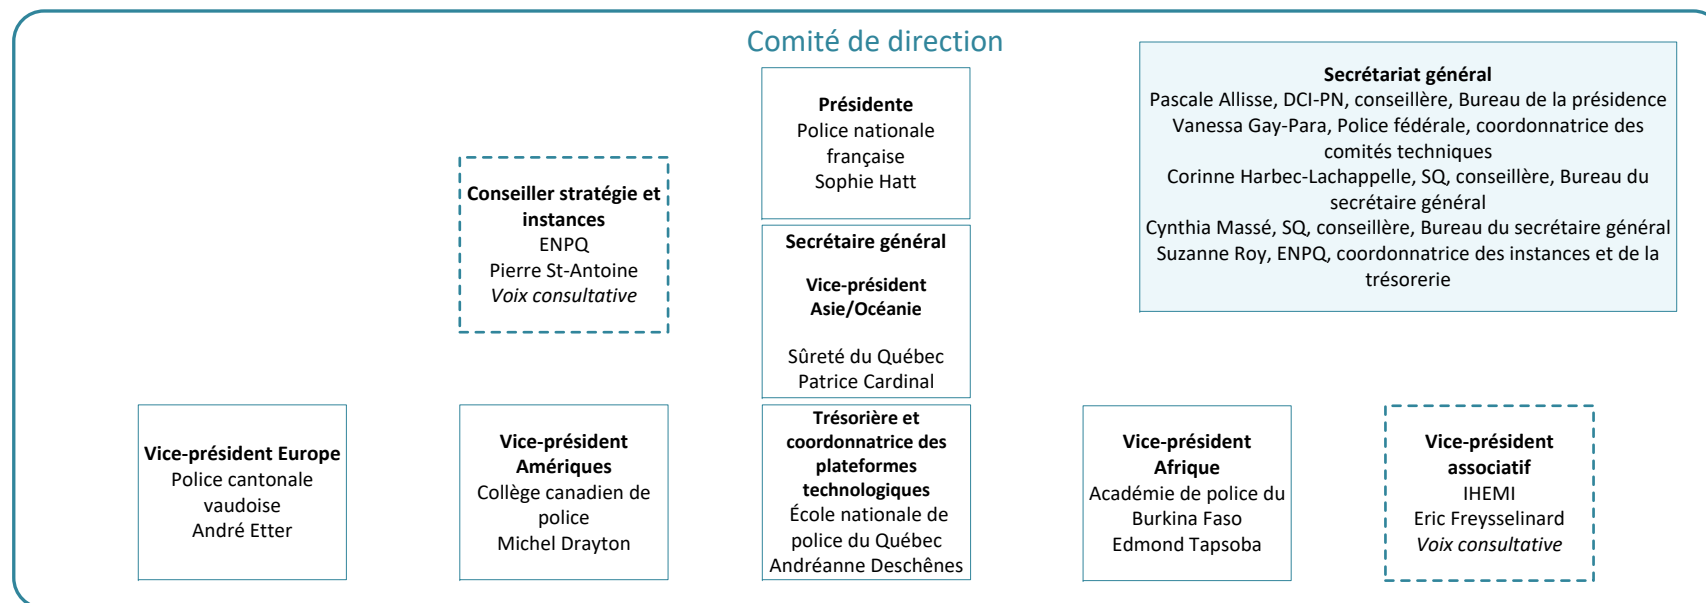 Comité de direction
Présidente
Police nationale
française
Sophie Hatt
Secrétariat général
Pascale Allisse, DCI-PN, conseillère, Bureau de la présidence
Vanessa Gay-Para, Police fédérale, coordonnatrice des
comités techniques
Corinne Harbec-Lachappelle, SQ, conseillère, Bureau du
secrétaire général
Cynthia Massé, SQ, conseillère, Bureau du secrétaire général
Suzanne Roy, ENPQ, coordonnatrice des instances et de la
trésorerie
Conseiller stratégie et
instances
ENPQ
Pierre St-Antoine
Voix consultative
Secrétaire général
Vice-président
Asie/Océanie
Sûreté du Québec
Patrice Cardinal
Vice-président Europe
Police cantonale
vaudoise
André Etter
Vice-président
Amériques
Collège canadien de
police
Michel Drayton
Trésorière et
coordonnatrice des
plateformes
technologiques
École nationale de
police du Québec
Andréanne Deschênes
Vice-président
Afrique
Académie de police du
Burkina Faso
Edmond Tapsoba
Vice-président
associatif
IHEMI
Eric Freysselinard
Voix consultative